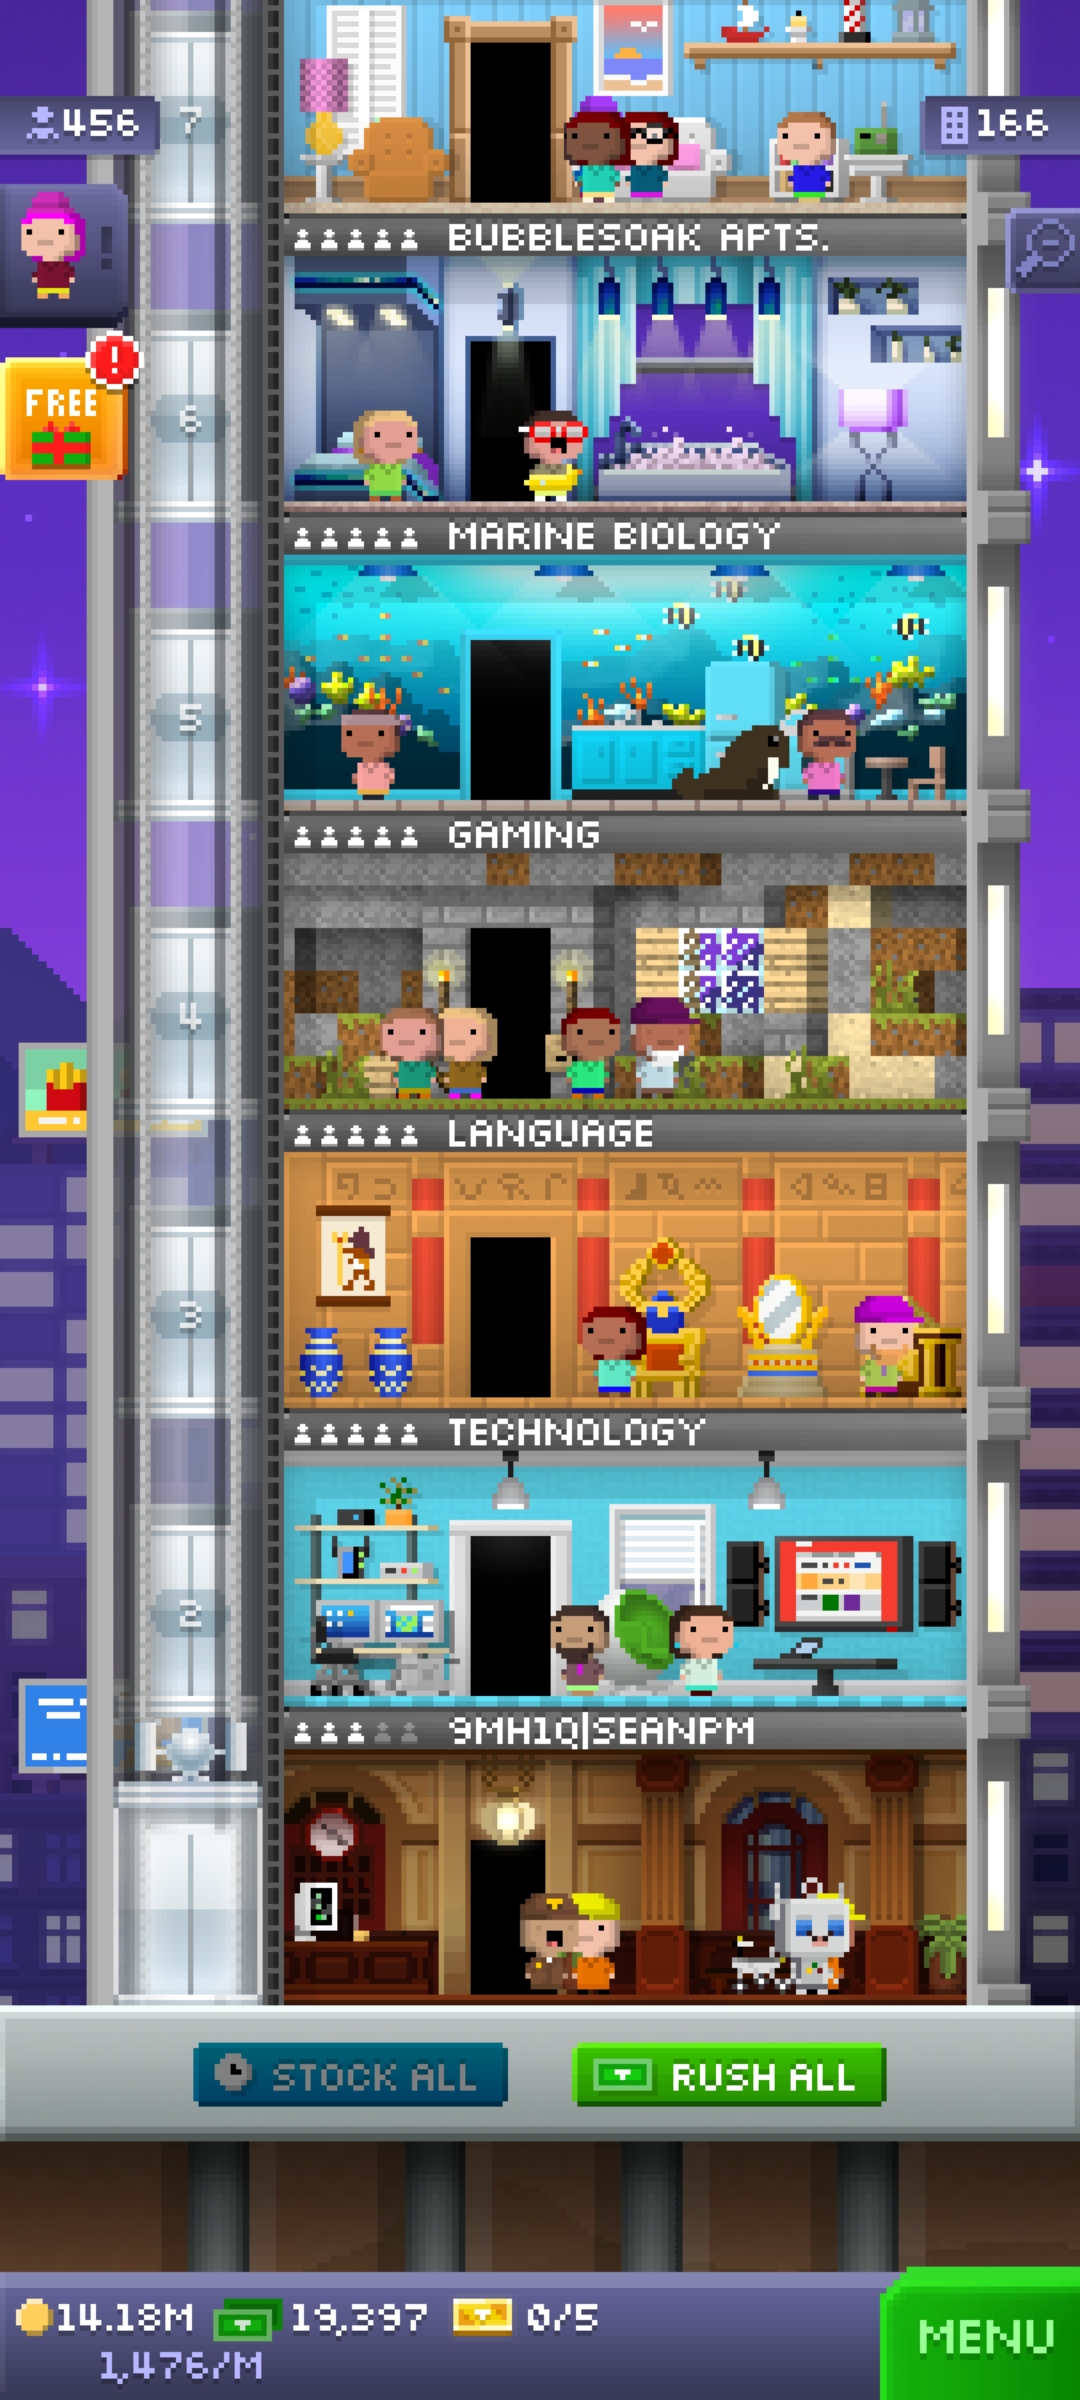 7
456
166
!
BUBBLESOAK APTS.
!
FREE
6
MARINE BIOLOGY
5
GAMING
4
LANGUAGE
3
TECHNOLOGY
2
9MH1Q|SEANPM
STOCK ALL
RUSH ALL
14.18M 19,397 0/5
1,476/M
MENU